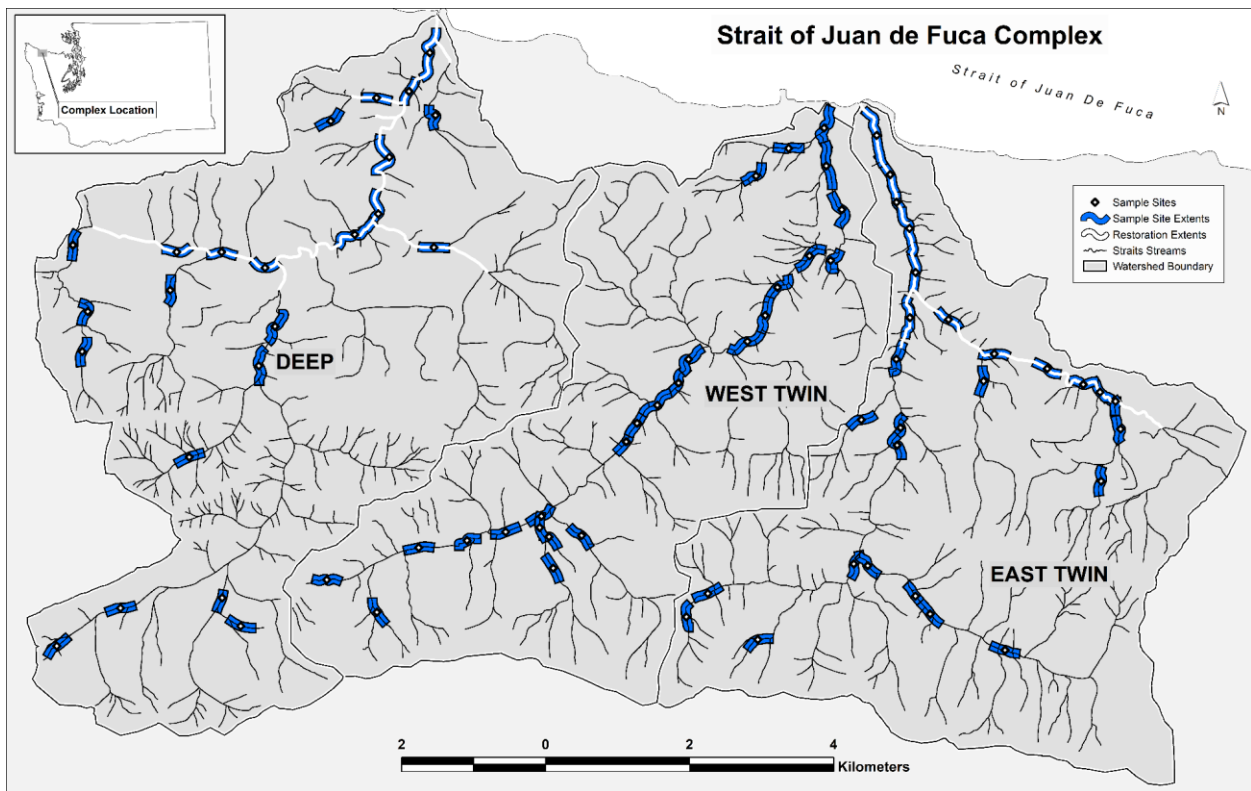 Strait of Juan de Fuca Complex
Strait of Juan De Fuca
Complex Location
N
Sample Sites
Sample Site Extents
Restoration Extents
Straits Streams
Watershed Boundary
DEEP
WEST TWIN
EAST TWIN
2 0 2 4
Kilometers